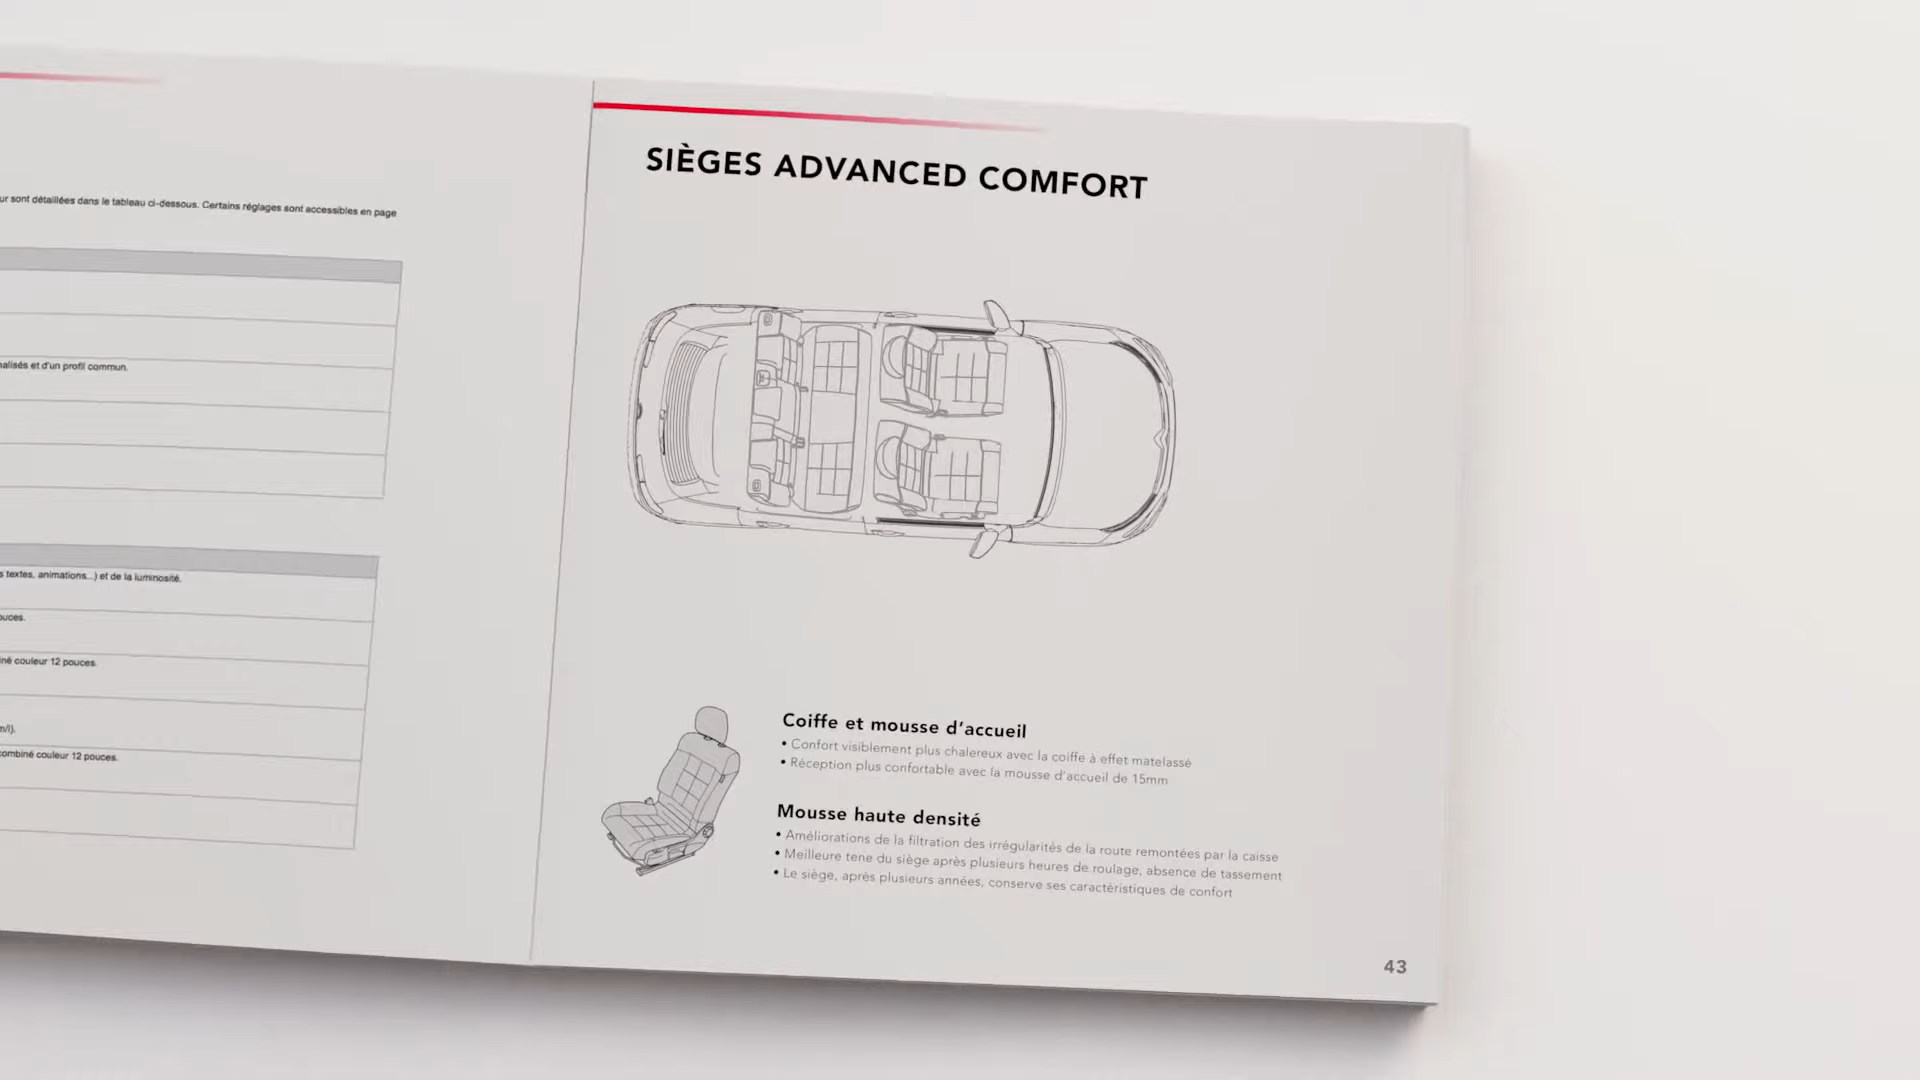 ur sont détaillées dans le tableau ci-dessous. Certains réglages sont accessibles en page
alisés et d'un profil commun.
textes, animations...) et de la luminosité.
ouces.
né couleur 12 pouces.
combiné couleur 12 pouces.
SIÈGES ADVANCED COMFORT
Coiffe et mousse d'accueil
• Confort visiblement plus chalereux avec la coiffe à effet matelassé
• Réception plus confortable avec la mousse d'accueil de 15mm
Mousse haute densité
• Améliorations de la filtration des irrégularités de la route remontées par la caisse
• Meilleure tene du siège après plusieurs heures de roulage, absence de tassement
• Le siège, après plusieurs années, conserve ses caractéristiques de confort
43